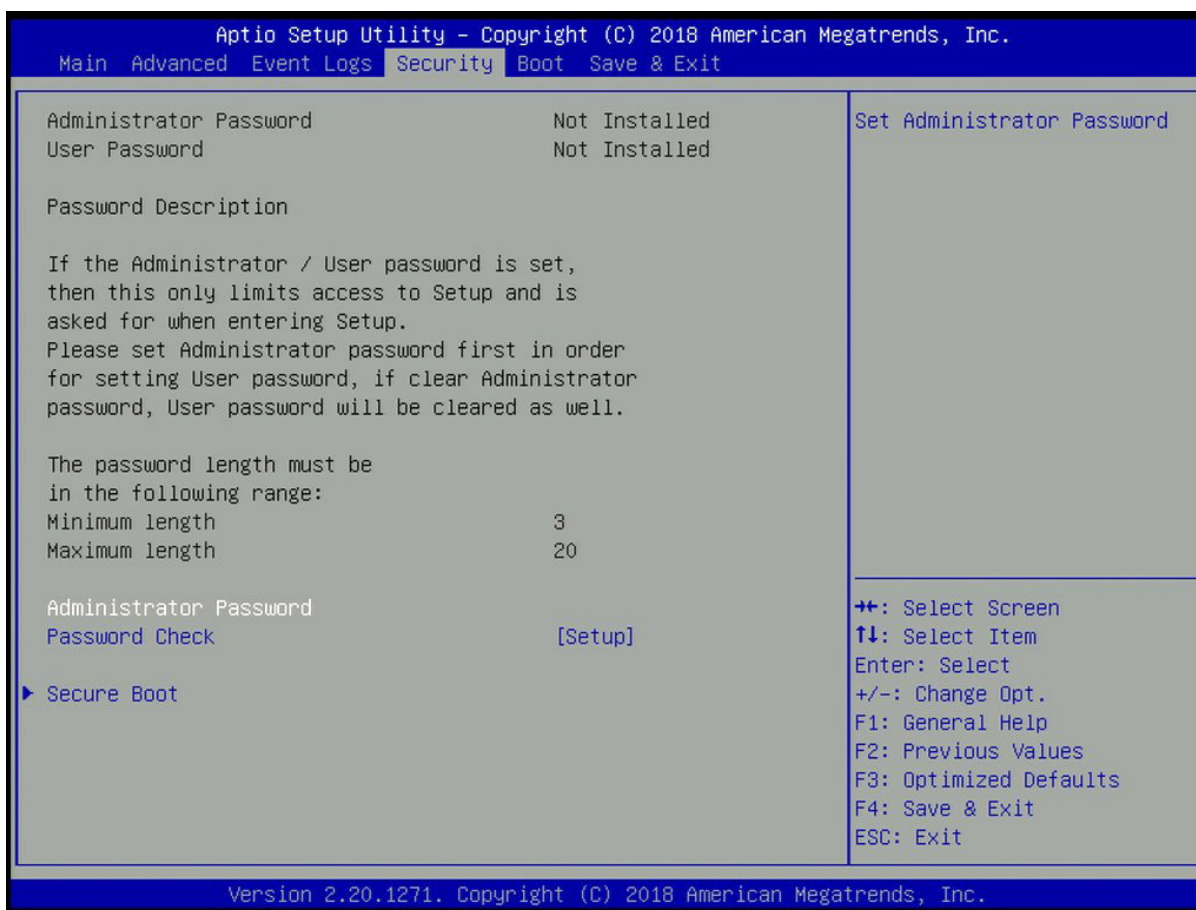 Aptio Setup Utility – Copyright (C) 2018 American Megatrends, Inc.
Main Advanced Event Logs Security Boot Save & Exit
Administrator Password Not Installed
User Password Not Installed
Password Description
If the Administrator / User password is set,
then this only limits access to Setup and is
asked for when entering Setup.
Please set Administrator password first in order
for setting User password, if clear Administrator
password, User password will be cleared as well.
The password length must be
in the following range:
Minimum length 3
Maximum length 20
Administrator Password
Password Check [Setup]
Secure Boot
Set Administrator Password
→←: Select Screen
↑↓: Select Item
Enter: Select
+/-: Change Opt.
F1: General Help
F2: Previous Values
F3: Optimized Defaults
F4: Save & Exit
ESC: Exit
Version 2.20.1271. Copyright (C) 2018 American Megatrends, Inc.